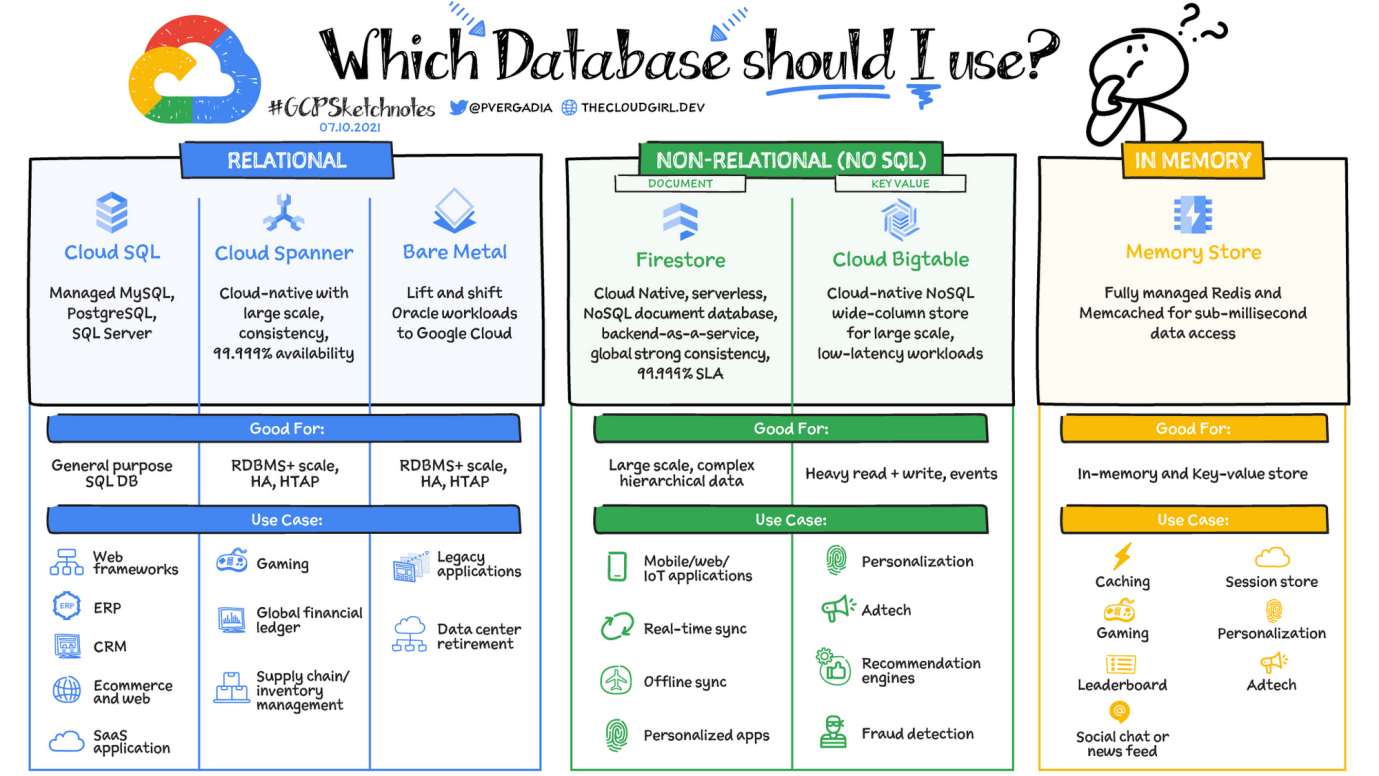 Which Database should I use?
#GCPSketchnotes
@PVERGADIA
THECLOUDGIRL.DEV
07.10.2021
RELATIONAL
Cloud SQL
Managed MySQL,
PostgreSQL,
SQL Server
Cloud Spanner
Cloud-native with
large scale,
consistency,
99.999% availability
Bare Metal
Lift and shift
Oracle workloads
to Google Cloud
Good For:
General purpose
SQL DB
RDBMS+ scale,
HA, HTAP
RDBMS+ scale,
HA, HTAP
Use Case:
Web
frameworks
ERP
ERP
CRM
Ecommerce
and web
SaaS
application
Gaming
Global financial
ledger
Supply chain/
inventory
management
Legacy
applications
Data center
retirement
NON-RELATIONAL (NO SQL)
DOCUMENT
Firestore
Cloud Native, serverless,
NoSQL document database,
backend-as-a-service,
global strong consistency,
99.999% SLA
KEY VALUE
Cloud Bigtable
Cloud-native NoSQL
wide-column store
for large scale,
low-latency workloads
Good For:
Large scale, complex
hierarchical data
Heavy read + write, events
Use Case:
Mobile/web/
IoT applications
Real-time sync
Offline sync
Personalized apps
Personalization
Adtech
Recommendation
engines
Fraud detection
IN MEMORY
Memory Store
Fully managed Redis and
Memcached for sub-millisecond
data access
Good For:
In-memory and Key-value store
Use Case:
Caching
Session store
Gaming
Personalization
Leaderboard
Adtech
@
Social chat or
news feed